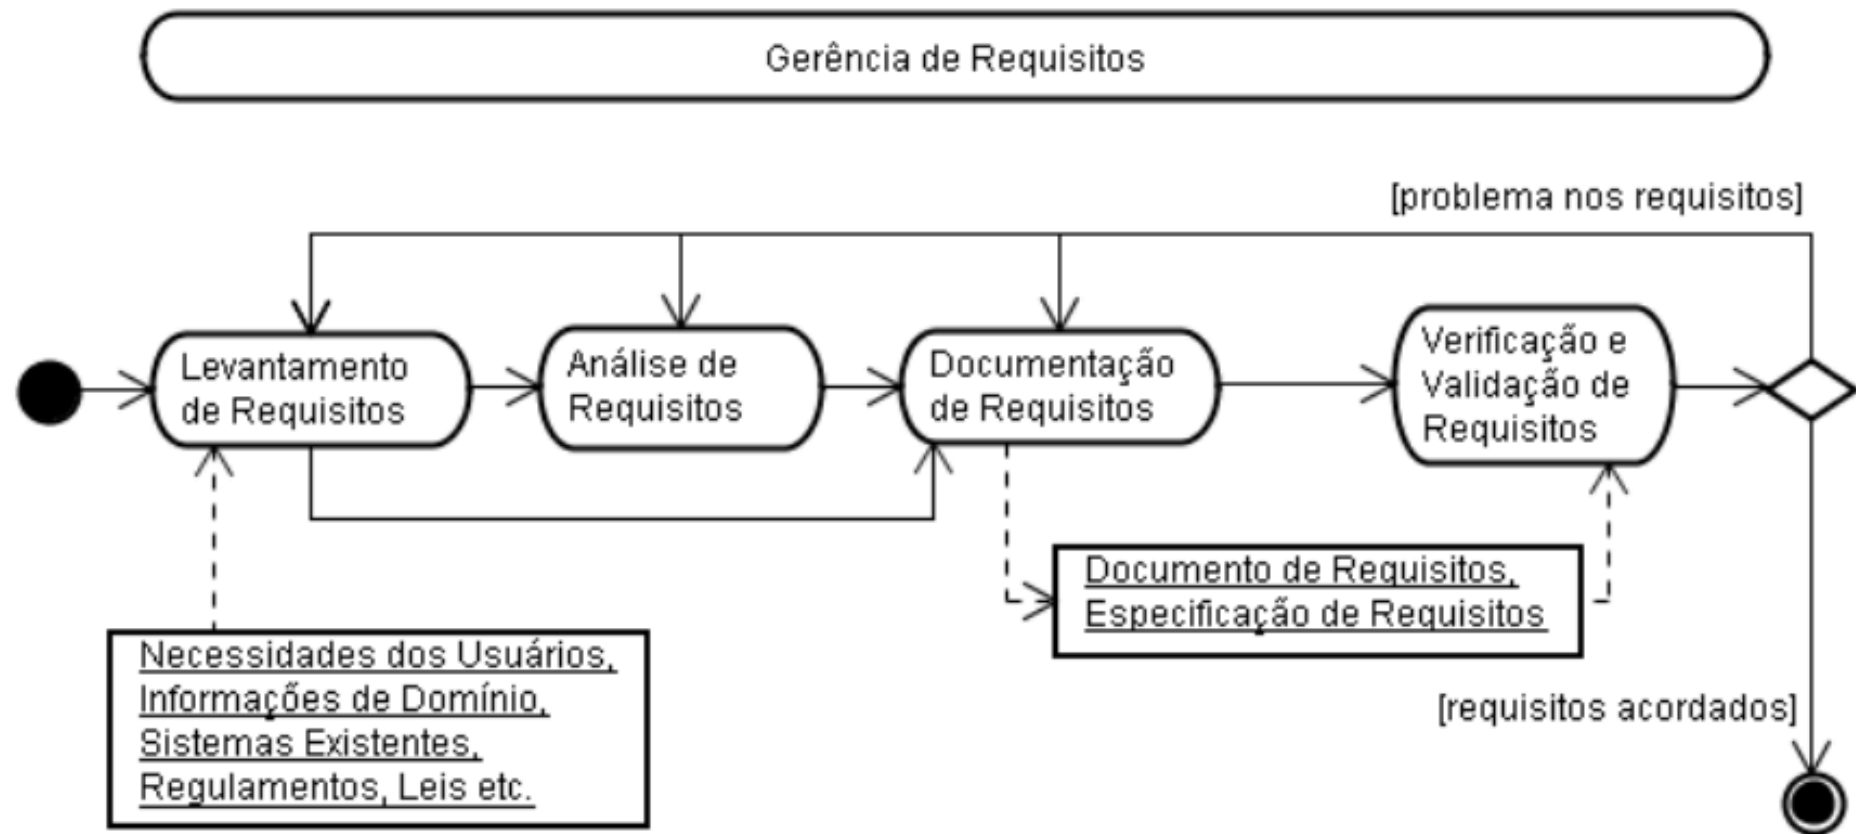 Gerência de Requisitos
[problema nos requisitos]
Levantamento
de Requisitos
Análise de
Requisitos
Documentação
de Requisitos
Verificação e
Validação de
Requisitos
Documento de Requisitos,
Especificação de Requisitos
Necessidades dos Usuários,
Informações de Domínio,
Sistemas Existentes,
Regulamentos, Leis etc.
[requisitos acordados]